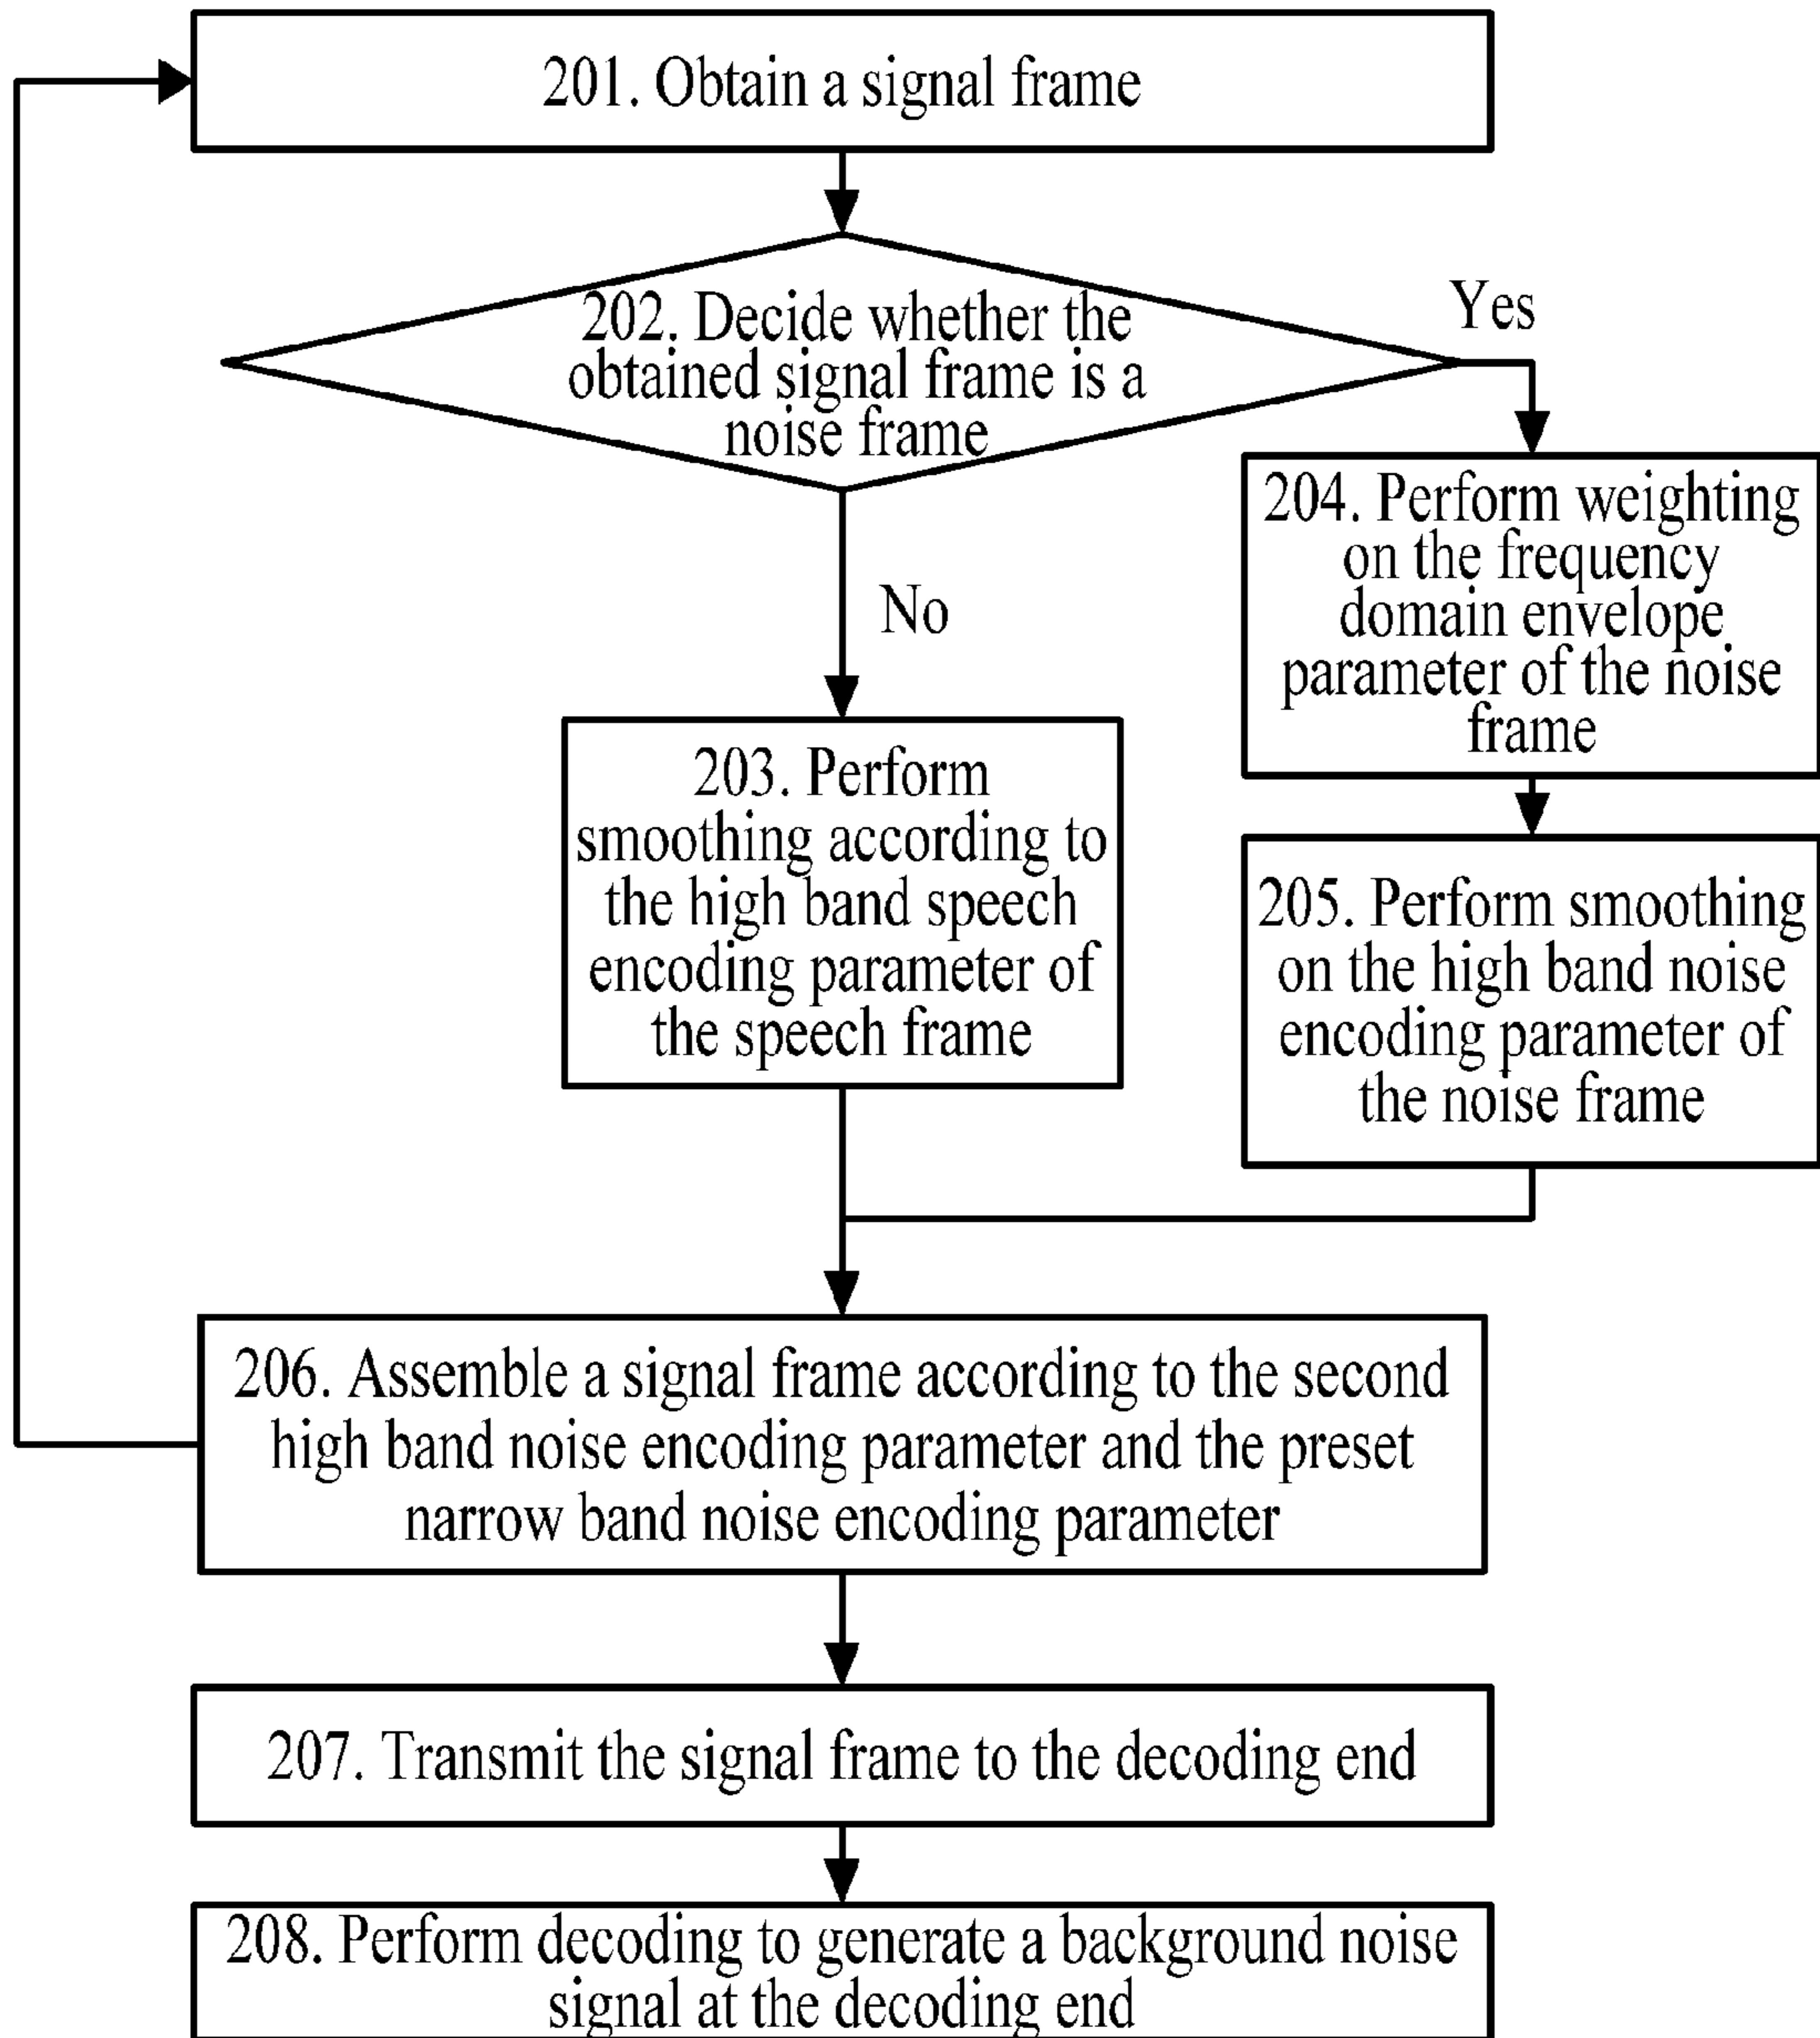 201. Obtain a signal frame
202. Decide whether the
obtained signal frame is a
noise frame
Yes
No
204. Perform weighting
on the frequency
domain envelope
parameter of the noise
frame
203. Perform
smoothing according to
the high band speech
encoding parameter of
the speech frame
205. Perform smoothing
on the high band noise
encoding parameter of
the noise frame
206. Assemble a signal frame according to the second
high band noise encoding parameter and the preset
narrow band noise encoding parameter
207. Transmit the signal frame to the decoding end
208. Perform decoding to generate a background noise
signal at the decoding end